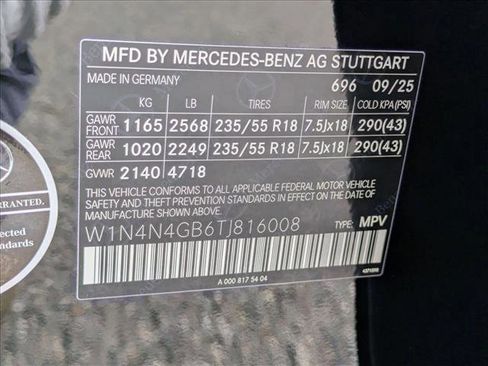 MFD BY MERCEDES-BENZ AG STUTTGART
MADE IN GERMANY 696 09/25
KG LB TIRES RIM SIZE COLD KPA (PSI)
GAWR FRONT 1165 2568 235/55 R18 7.5Jx18 290(43)
GAWR REAR 1020 2249 235/55 R18 7.5Jx18 290(43)
GVWR 2140 4718
THIS VEHICLE CONFORMS TO ALL APPLICABLE FEDERAL MOTOR VEHICLE
SAFETY AND THEFT PREVENTION STANDARDS IN EFFECT ON THE
DATE OF MANUFACTURE SHOWN ABOVE.
W1N4N4GB6TJ816008 TYPE: MPV
A 000 817 54 04
RRANTED.
Standards